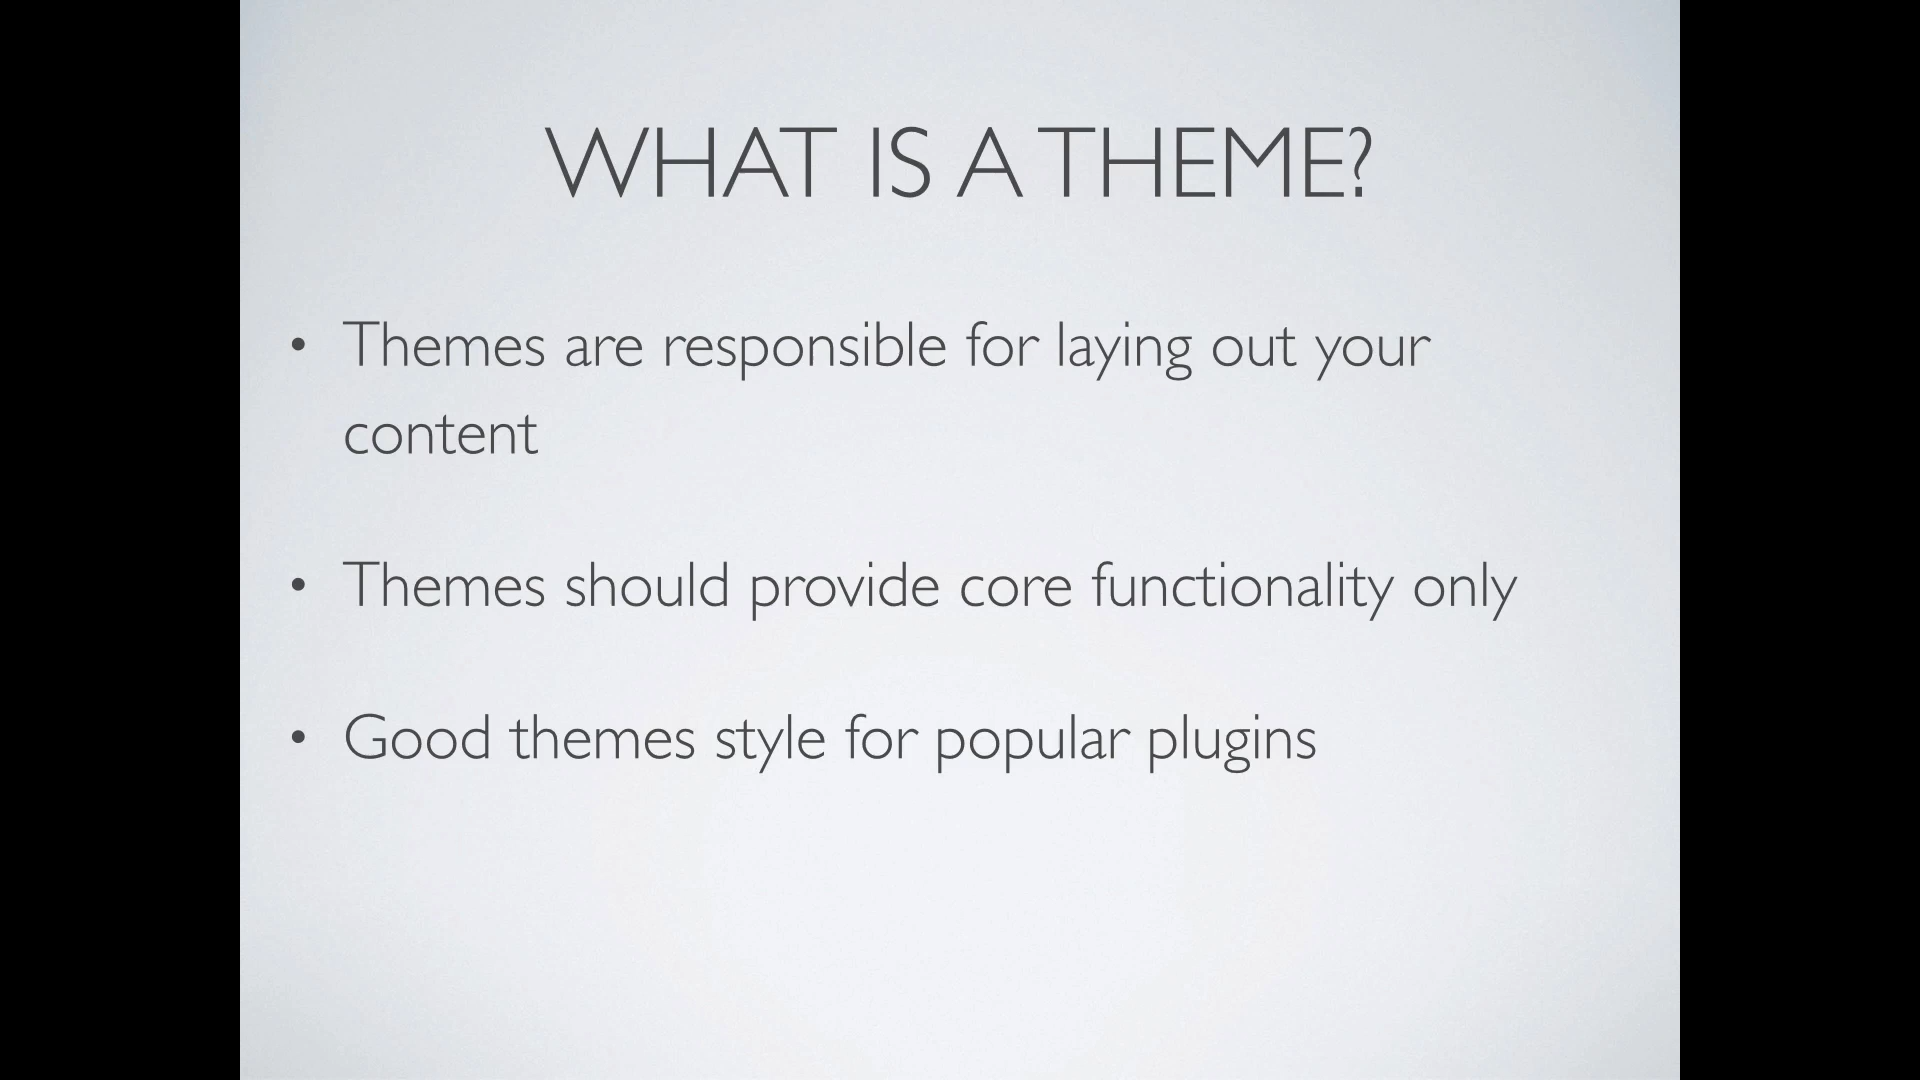 WHAT IS A THEME?
• Themes are responsible for laying out your
content
• Themes should provide core functionality only
• Good themes style for popular plugins